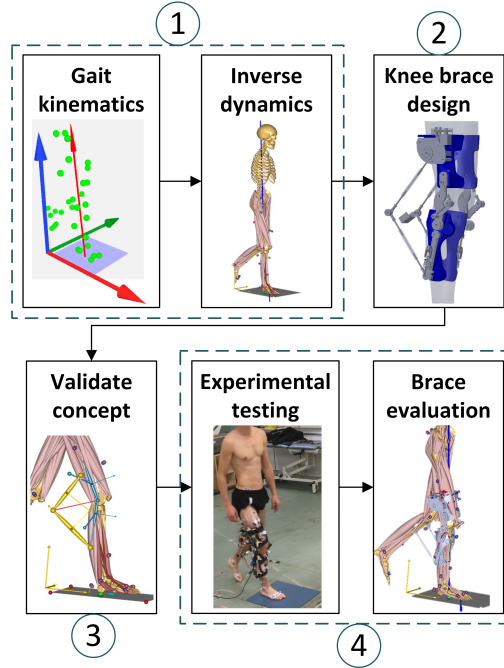 1
2
Gait
kinematics
Inverse
dynamics
Knee brace
design
Validate
concept
Experimental
testing
Brace
evaluation
3
4